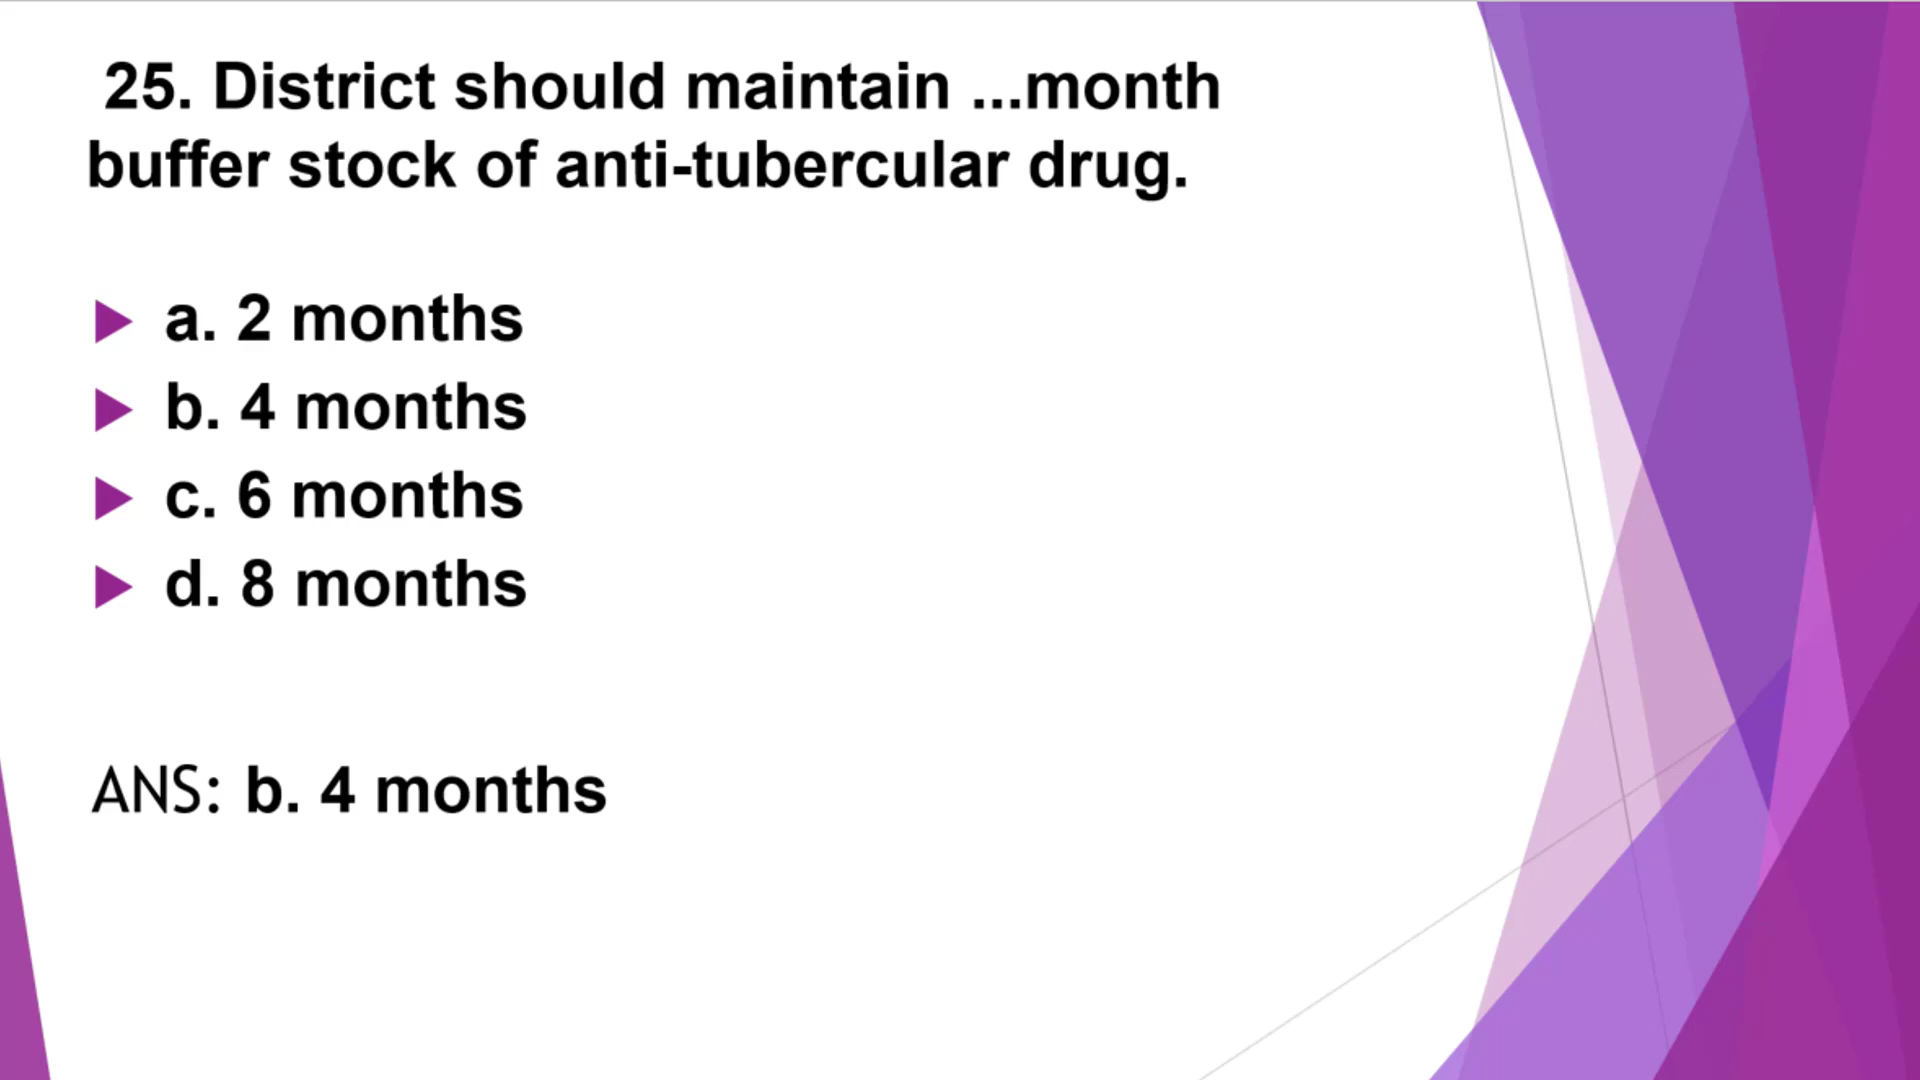 25. District should maintain ...month
buffer stock of anti-tubercular drug.
a. 2 months
b. 4 months
c. 6 months
d. 8 months
ANS: b. 4 months